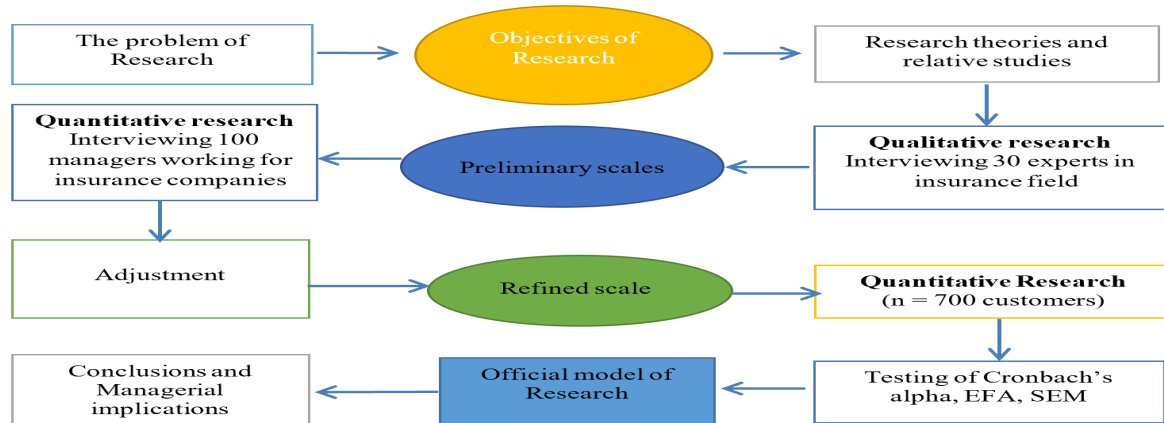 The problem of
Research
Objectives of
Research
Research theories and
relative studies
Quantitative research
Interviewing 100
managers working for
insurance companies
Preliminary scales
Qualitative research
Interviewing 30 experts in
insurance field
Adjustment
Refined scale
Quantitative Research
(n = 700 customers)
Conclusions and
Managerial
implications
Official model of
Research
Testing of Cronbach's
alpha, EFA, SEM